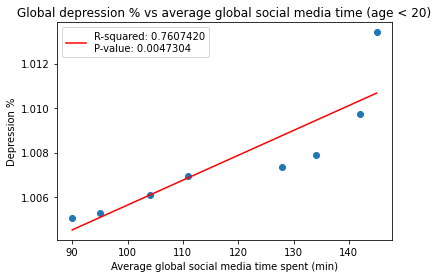 Global depression % vs average global social media time (age < 20)
R-squared: 0.7607420
P-value: 0.0047304
Depression %
1.012
1.010
1.008
1.006
90 100 110 120 130 140
Average global social media time spent (min)